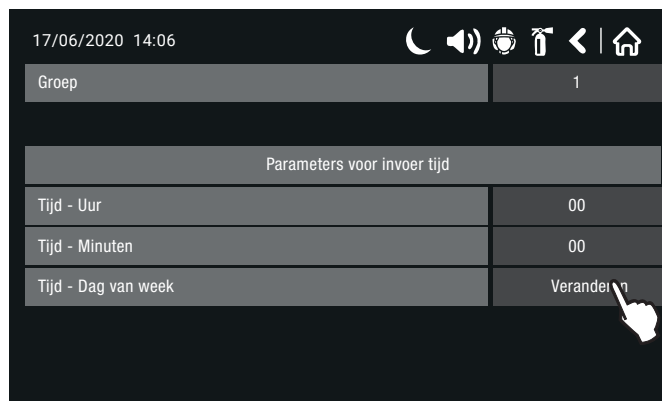 17/06/2020 14:06
Groep 1
Parameters voor invoer tijd
Tijd - Uur 00
Tijd - Minuten 00
Tijd - Dag van week Veranderen